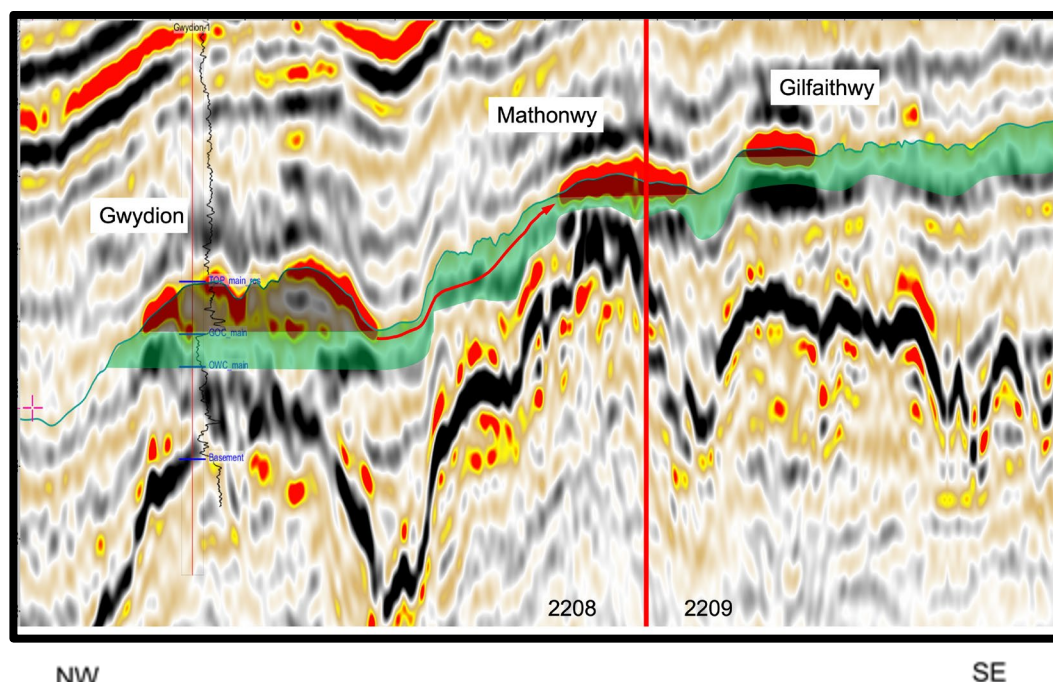 Gwydion-1
Gilfaithwy
Mathonwy
Gwydion
TOP_main_res
GOC_main
OWC_main
Basement
2208
2209
NW
SE